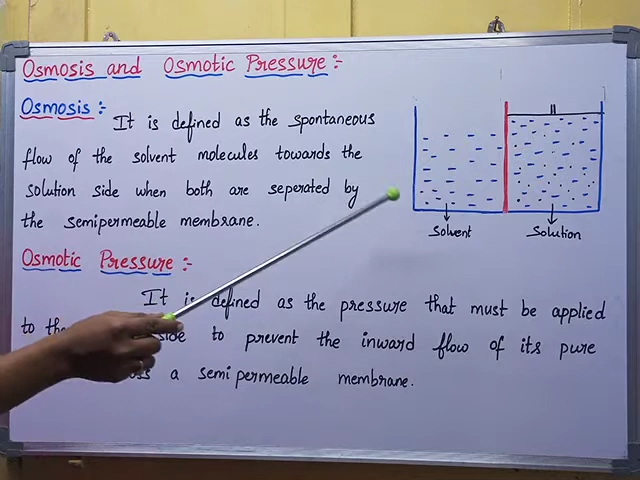 Osmosis and Osmotic Pressure :-
Osmosis :-
It is defined as the spontaneous
flow of the solvent molecules towards the
solution side when both are seperated by
the semipermeable membrane.
Solvent
Solution
Osmotic Pressure :-
It is defined as the pressure that must be applied
to the side to prevent the inward flow of its pure
a semipermeable membrane.